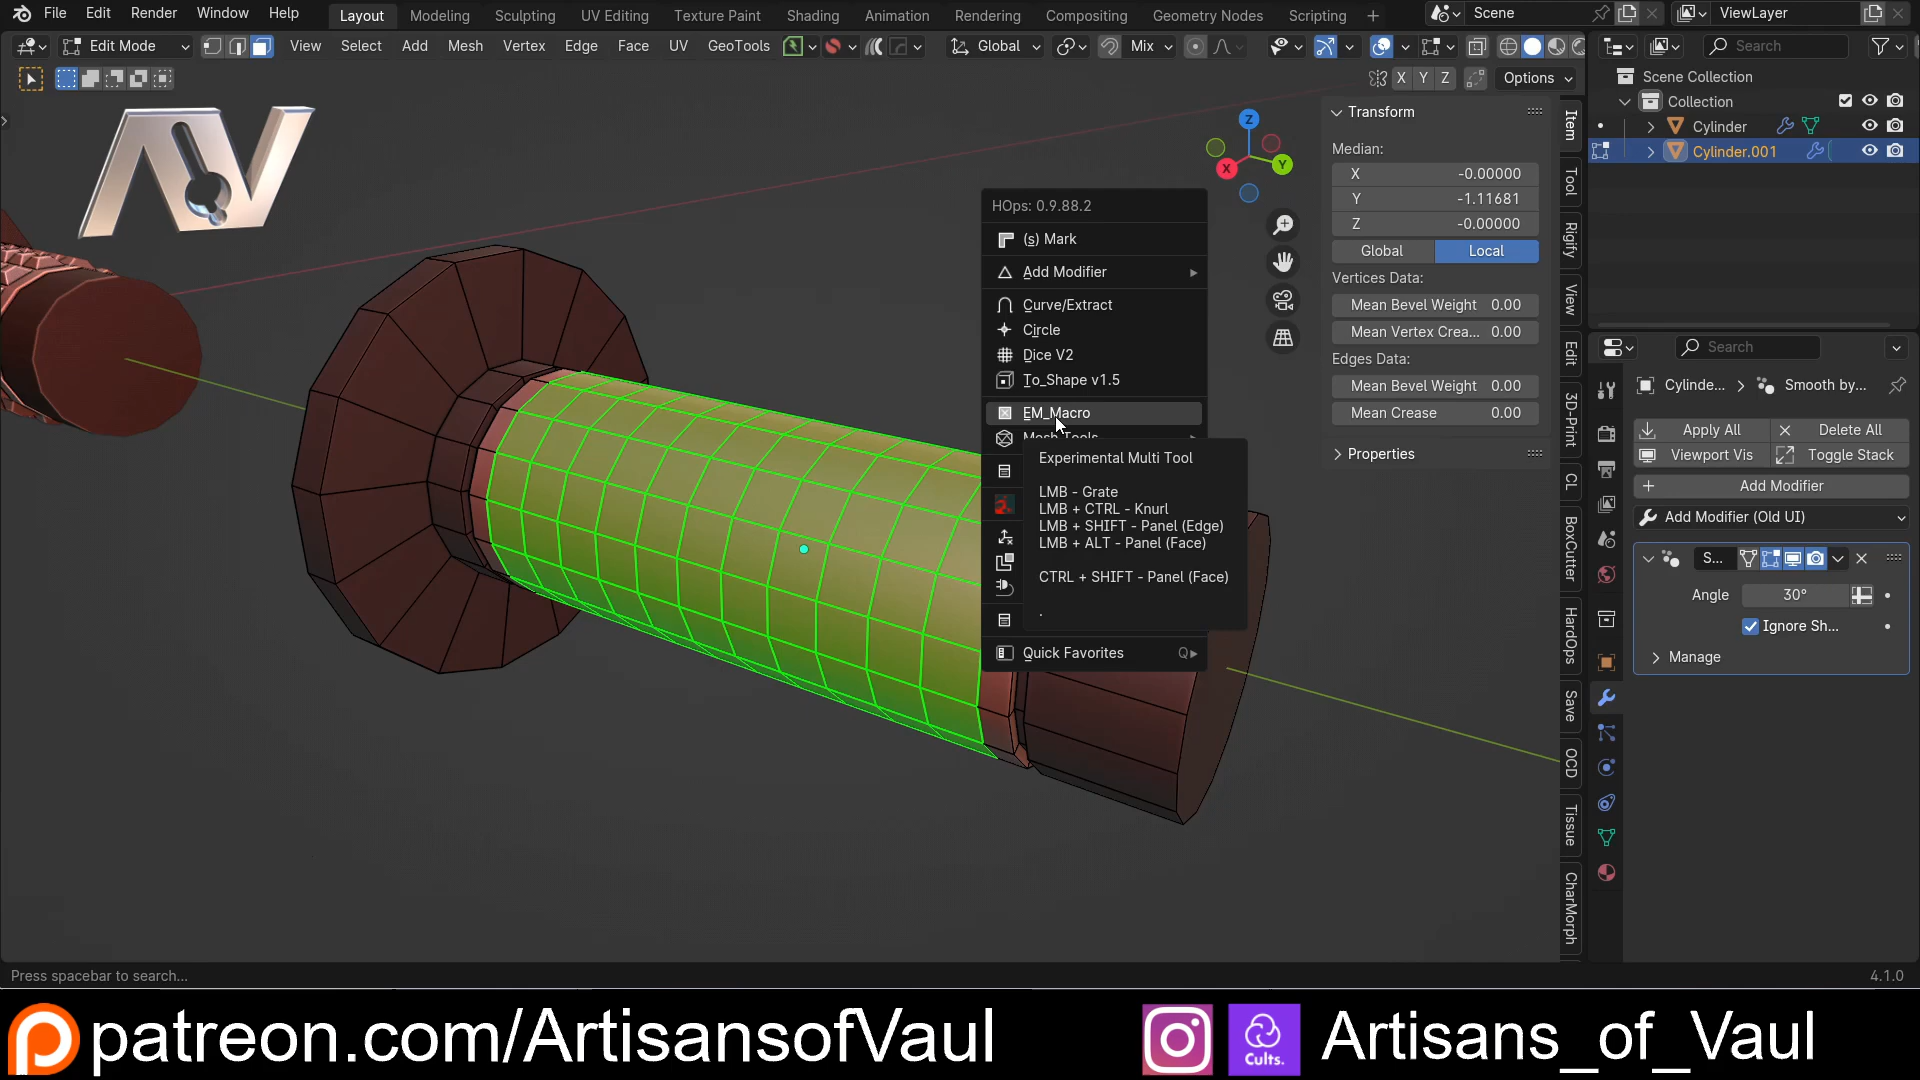 File Edit Render Window Help Layout Modeling Sculpting UV Editing Texture Paint Shading Animation Rendering Compositing Geometry Nodes Scripting + Scene ViewLayer
Edit Mode View Select Add Mesh Vertex Edge Face UV GeoTools Global Mix Search
X Y Z Options
Scene Collection
Collection
Cylinder
Cylinder.001
AV
Transform
Median:
X -0.00000
Y -1.11681
Z -0.00000
Global Local
Vertices Data:
Mean Bevel Weight 0.00
Mean Vertex Crea... 0.00
Edges Data:
Mean Bevel Weight 0.00
Mean Crease 0.00
Properties
Z
Y
X
Item
Tool
Rigify
View
Edit
3D-Print
CL
BoxCutter
HardOps
Save
OCD
Tissue
CharMorph
HOps: 0.9.88.2
(s) Mark
Add Modifier
Curve/Extract
Circle
Dice V2
To_Shape v1.5
EM_Macro
Mesh Tools
Experimental Multi Tool
LMB - Grate
LMB + CTRL - Knurl
LMB + SHIFT - Panel (Edge)
LMB + ALT - Panel (Face)
CTRL + SHIFT - Panel (Face)
.
Quick Favorites Q
Search
Cylinde... Smooth by...
Apply All Delete All
Viewport Vis Toggle Stack
Add Modifier
Add Modifier (Old UI)
S...
Angle 30°
Ignore Sh...
Manage
Press spacebar to search... 4.1.0
patreon.com/ArtisansofVaul Cults. Artisans_of_Vaul